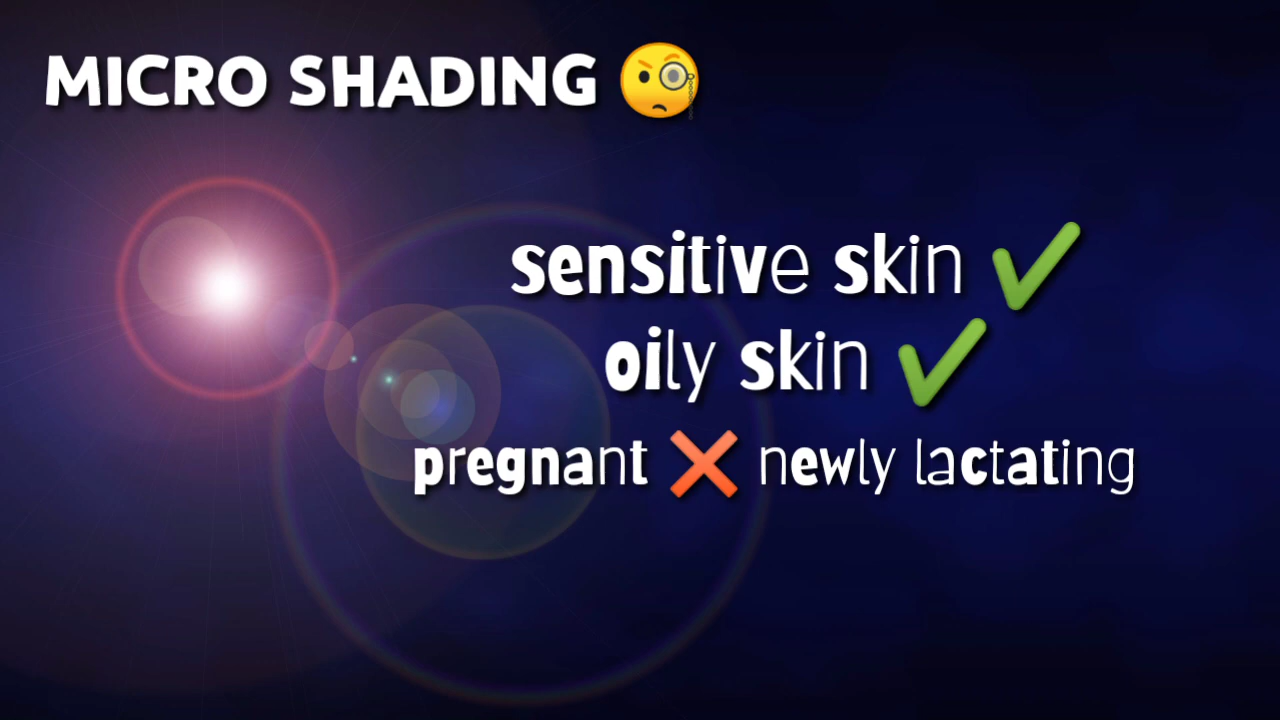 MICRO SHADING 🧐
sensitive skin ✔
oily skin ✔
pregnant ❌ newly lactating